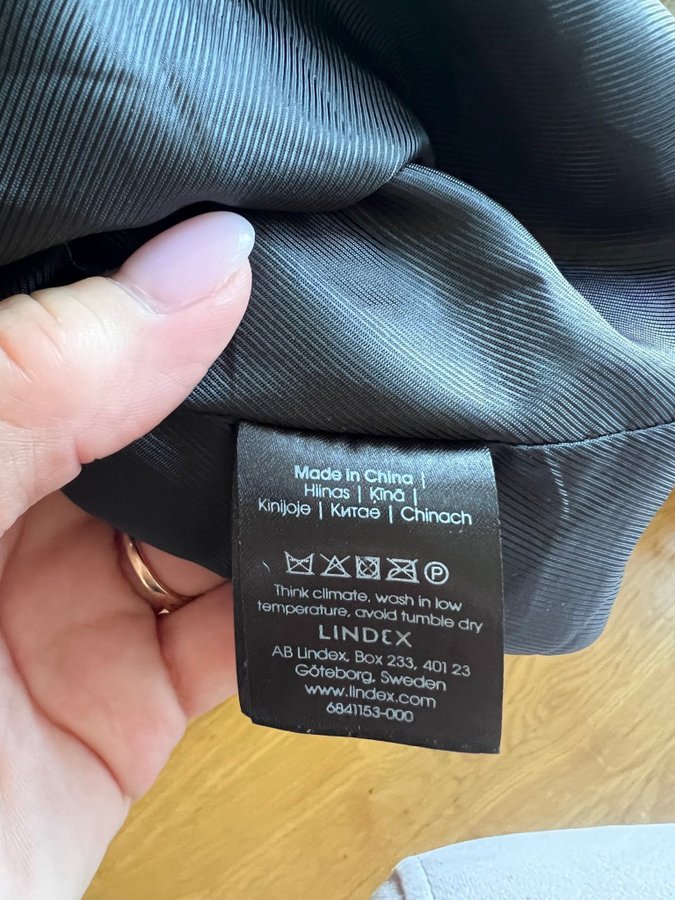 Made in China |
Hiinas | Ķīnā |
Kinijoje | Китае | Chinach
P
Think climate, wash in low
temperature, avoid tumble dry
LINDEX
AB Lindex, Box 233, 401 23
Göteborg, Sweden
www.lindex.com
6841153-000